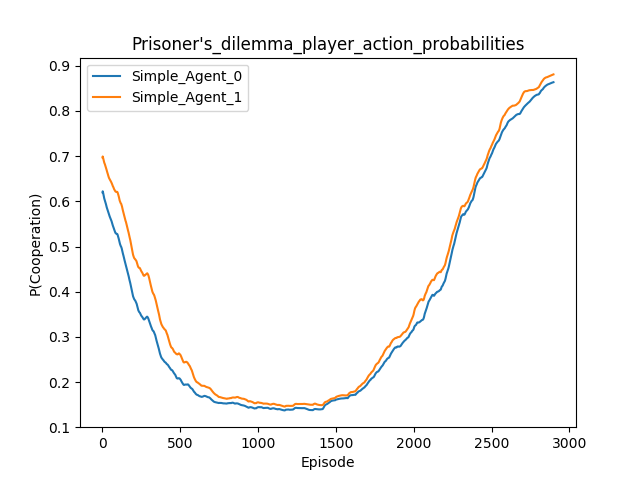 Prisoner's_dilemma_player_action_probabilities
Simple_Agent_0
Simple_Agent_1
P(Cooperation)
0.9
0.8
0.7
0.6
0.5
0.4
0.3
0.2
0.1
0 500 1000 1500 2000 2500 3000
Episode